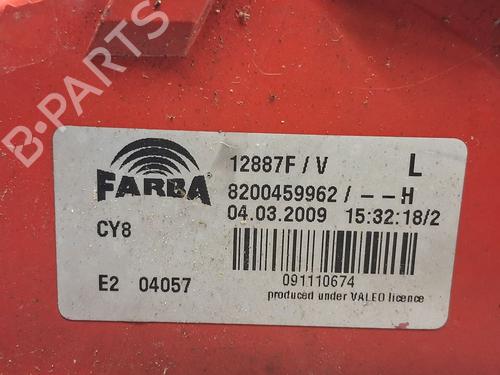 B-PARTS
12887F / V L
FARBA 8200459962 / - - H
04.03.2009 15:32:18/2
CY8
091110674
E2 04057
produced under VALEO licence